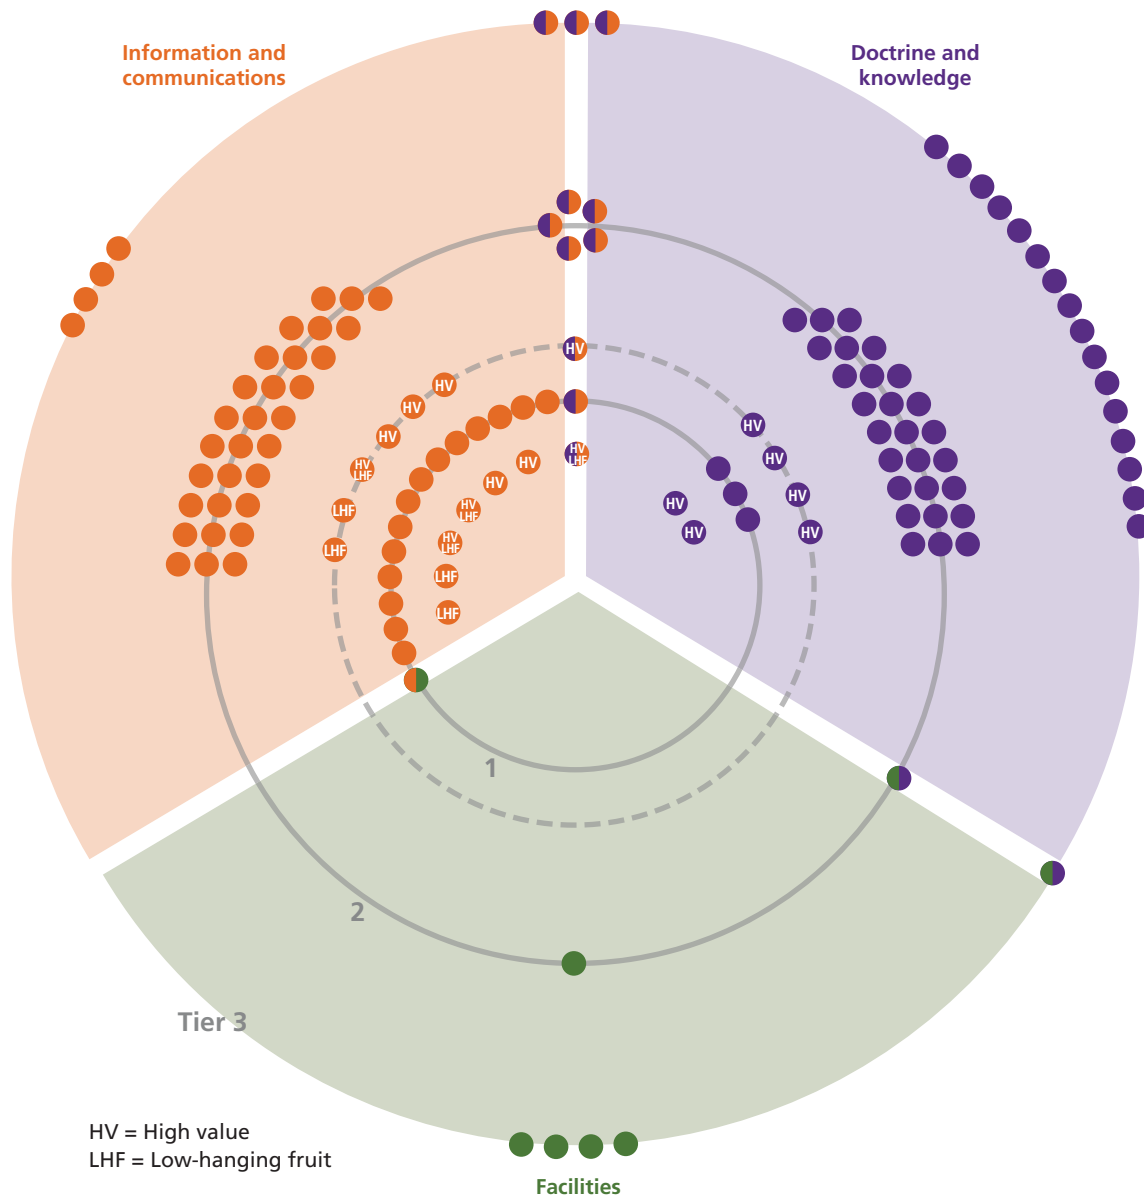 Information and
communications
Doctrine and
knowledge
HV
HV
HV
HV
HV
HV
HV
LHF
HV
LHF
HV
HV
HV
LHF
HV
HV
LHF
HV
HV
LHF
HV
LHF
HV
LHF
LHF
LHF
1
2
Tier 3
HV = High value
LHF = Low-hanging fruit
Facilities